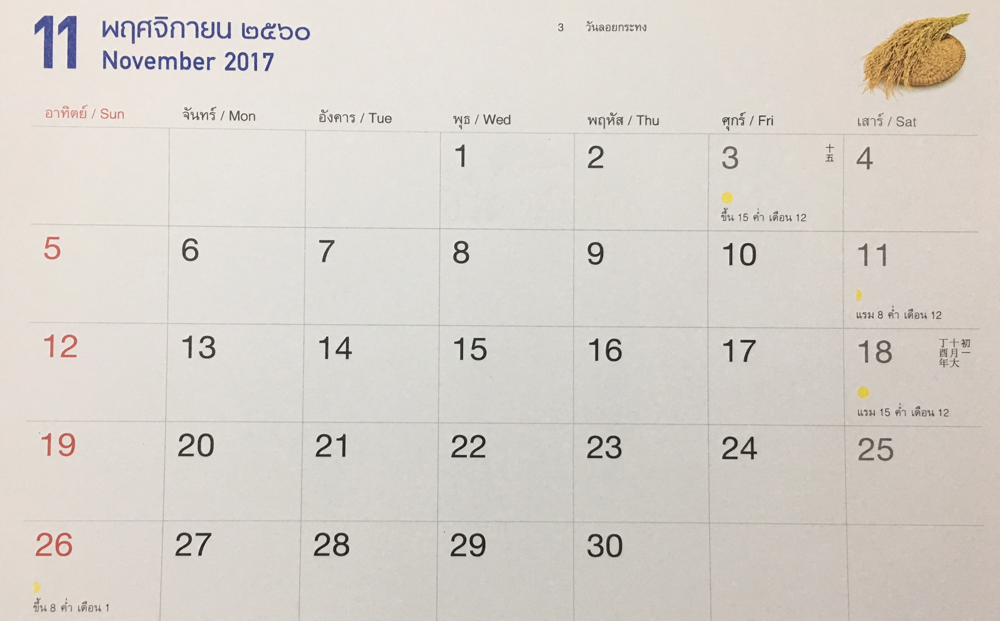 11
พฤศจิกายน ๒๕๖๐
November 2017
3 วันลอยกระทง
อาทิตย์ / Sun จันทร์ / Mon อังคาร / Tue พุธ / Wed พฤหัส / Thu ศุกร์ / Fri เสาร์ / Sat
1 2 3 十五 4
ขึ้น 15 ค่ำ เดือน 12
5 6 7 8 9 10 11
แรม 8 ค่ำ เดือน 12
12 13 14 15 16 17 18 初一 十月大 丁酉年
แรม 15 ค่ำ เดือน 12
19 20 21 22 23 24 25
26 27 28 29 30
ขึ้น 8 ค่ำ เดือน 1